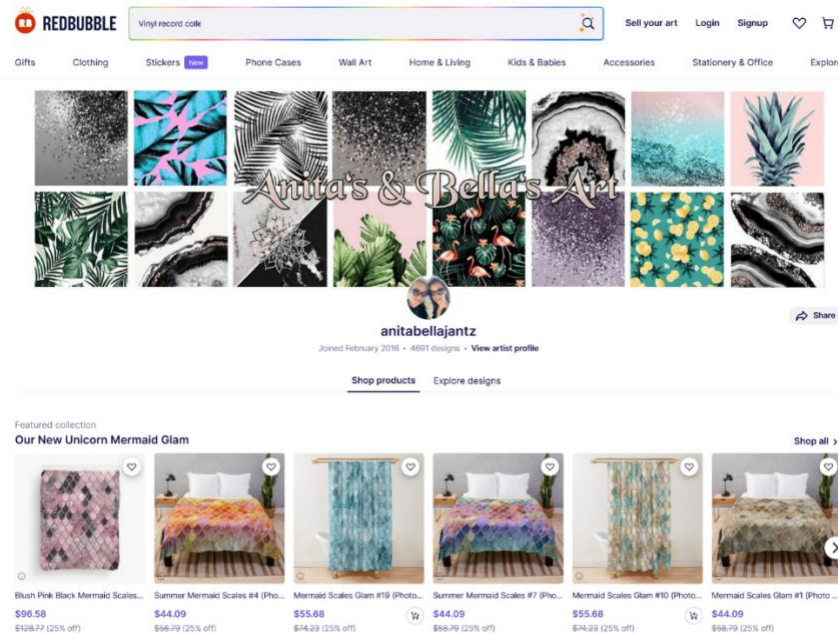 RB REDBUBBLE
Vinyl record colle
Sell your art Login Signup
Gifts Clothing Stickers New Phone Cases Wall Art Home & Living Kids & Babies Accessories Stationery & Office Explor
Anita's & Bella's Art
Share
anitabellajantz
Joined February 2016 • 4691 designs • View artist profile
Shop products Explore designs
Featured collection
Our New Unicorn Mermaid Glam
Shop all >
Blush Pink Black Mermaid Scales... Summer Mermaid Scales #4 (Pho... Mermaid Scales Glam #19 (Photo... Summer Mermaid Scales #7 (Pho... Mermaid Scales Glam #10 (Photo... Mermaid Scales Glam #1 (Photo ...
$96.58 $44.09 $55.68 $44.09 $55.68 $44.09
$128.77 (25% off) $58.79 (25% off) $74.23 (25% off) $58.79 (25% off) $74.23 (25% off) $58.79 (25% off)